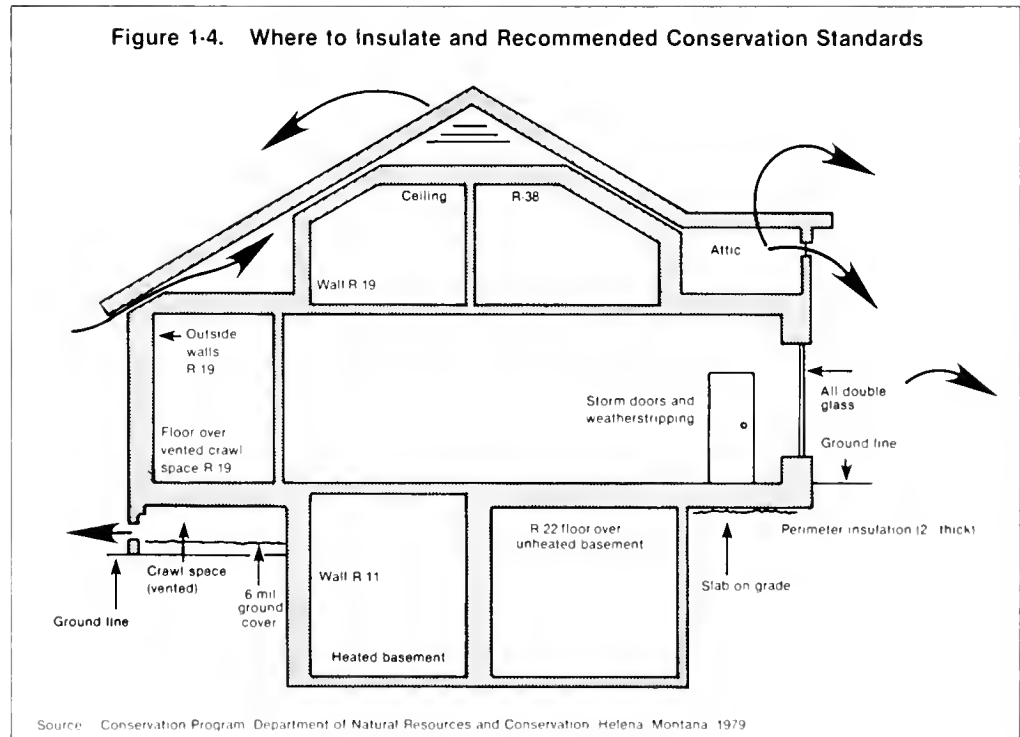 Figure 1-4. Where to Insulate and Recommended Conservation Standards
Ceiling
R-38
Attic
Wall R 19
Outside
walls
R 19
All double
glass
Storm doors and
weatherstripping
Floor over
vented crawl
space R 19
Ground line
R 22 floor over
unheated basement
Perimeter insulation (2 thick)
Crawl space
(vented)
Wall R 11
6 mil
ground
cover
Slab on grade
Ground line
Heated basement
Source Conservation Program Department of Natural Resources and Conservation Helena Montana 1979